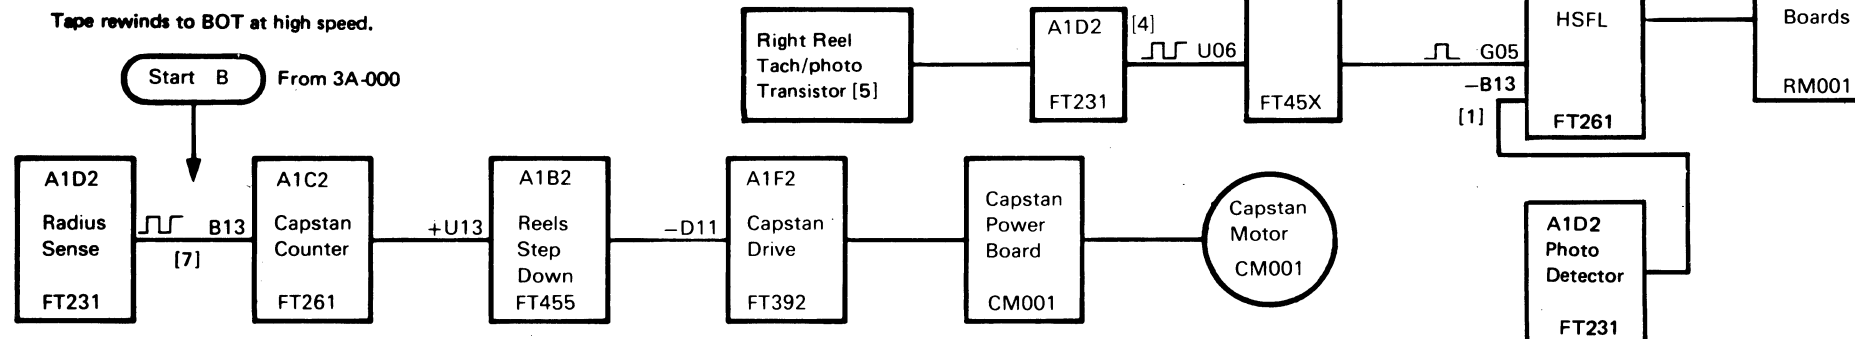 Tape rewinds to BOT at high speed.
Start B
From 3A-000
Right Reel
Tach/photo
Transistor [5]
A1D2
FT231
[4]
U06
FT45X
G05
—B13
[1]
HSFL
FT261
Boards
RM001
A1D2
Radius
Sense
FT231
B13
[7]
A1C2
Capstan
Counter
FT261
+U13
A1B2
Reels
Step
Down
FT455
—D11
A1F2
Capstan
Drive
FT392
Capstan
Power
Board
CM001
Capstan
Motor
CM001
A1D2
Photo
Detector
FT231